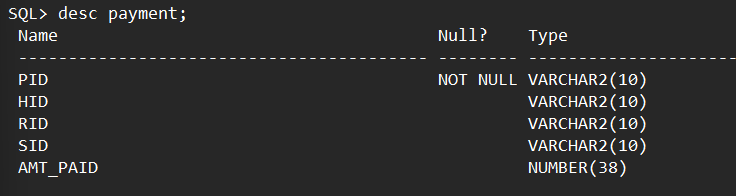 SQL> desc payment;
Name Null? Type
----------------------------------------- -------- ----------------------
PID NOT NULL VARCHAR2(10)
HID VARCHAR2(10)
RID VARCHAR2(10)
SID VARCHAR2(10)
AMT_PAID NUMBER(38)